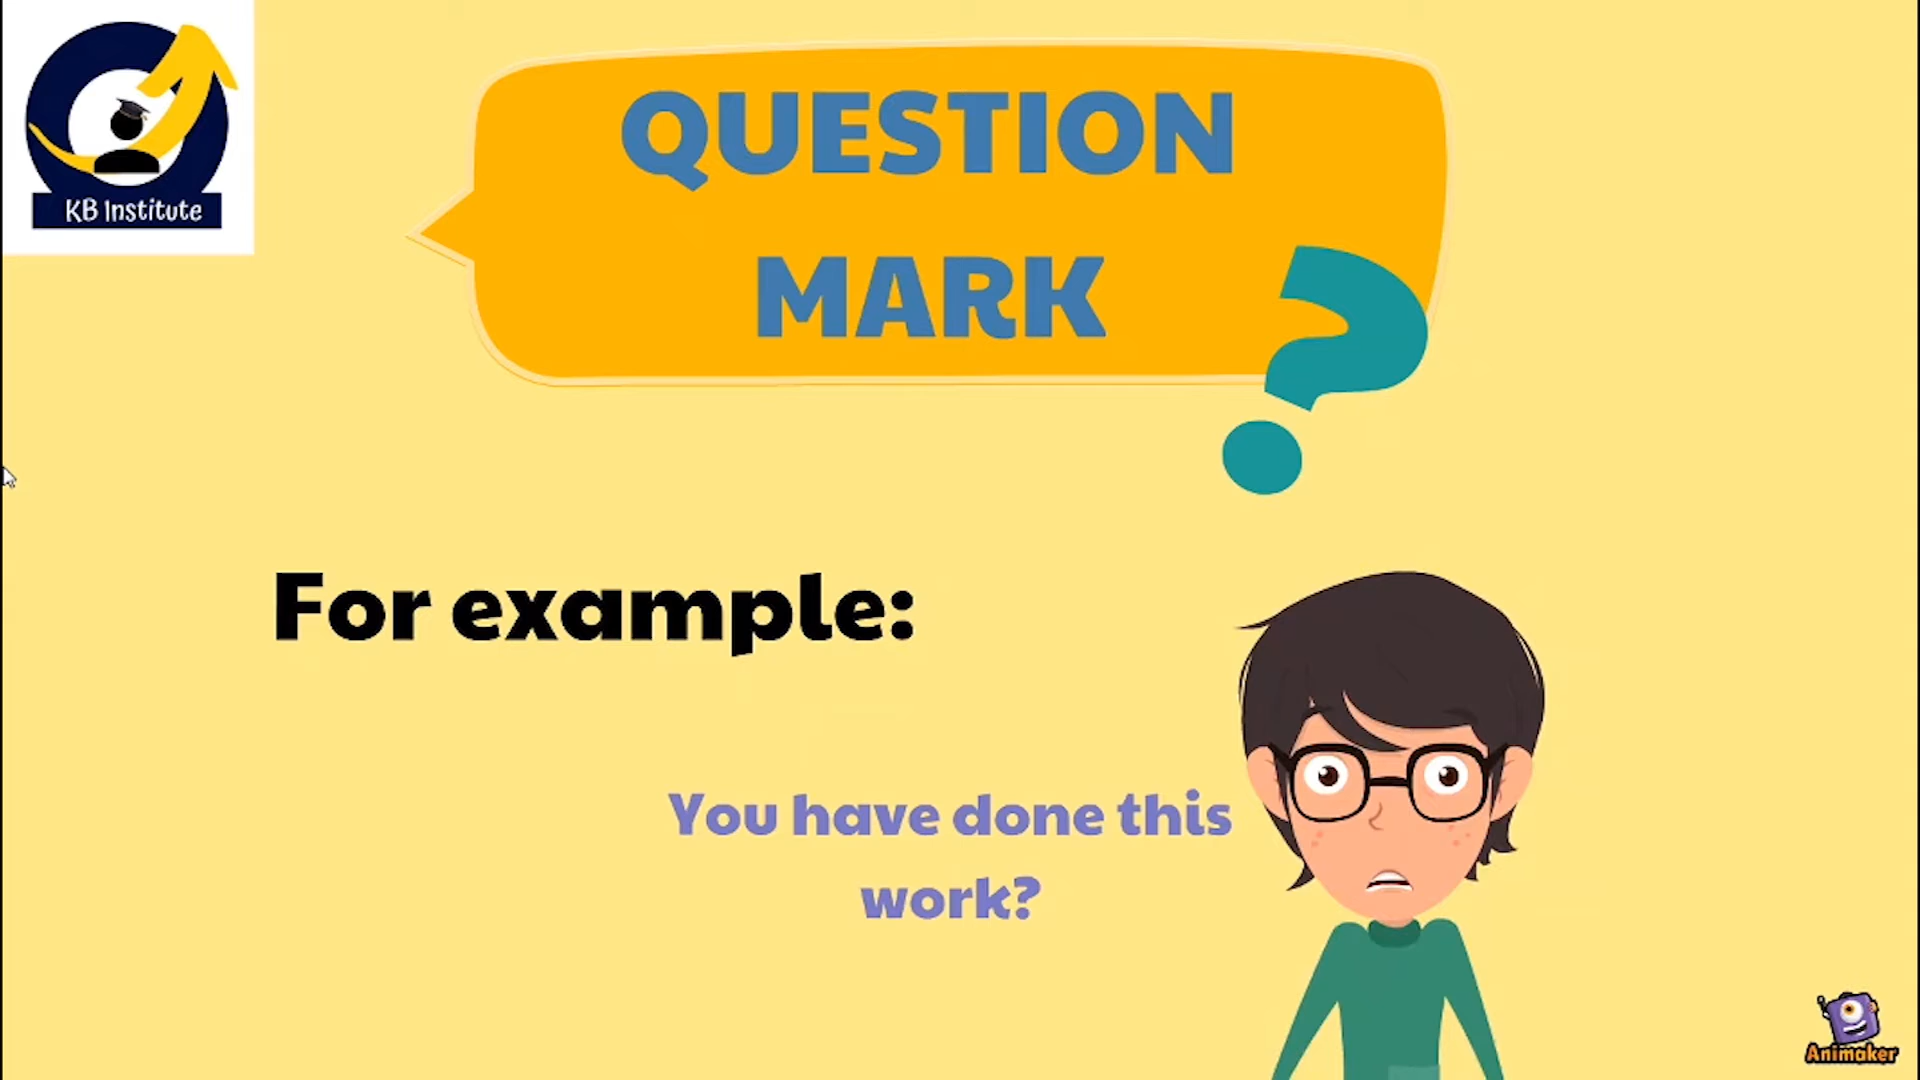 KB Institute
QUESTION
MARK
?
For example:
You have done this
work?
Animaker